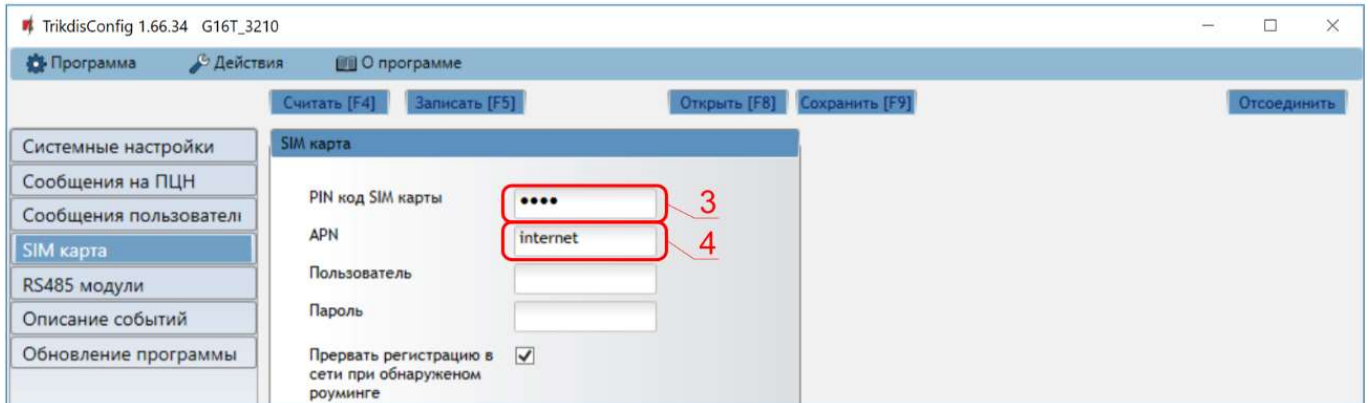 TrikdisConfig 1.66.34 G16T_3210
Программа Действия О программе
Считать [F4] Записать [F5] Открыть [F8] Сохранить [F9] Отсоединить
Системные настройки
Сообщения на ПЦН
Сообщения пользовател
SIM карта
RS485 модули
Описание событий
Обновление программы
SIM карта
PIN код SIM карты •••• 3
APN internet 4
Пользователь
Пароль
Прервать регистрацию в
сети при обнаруженом
роуминге